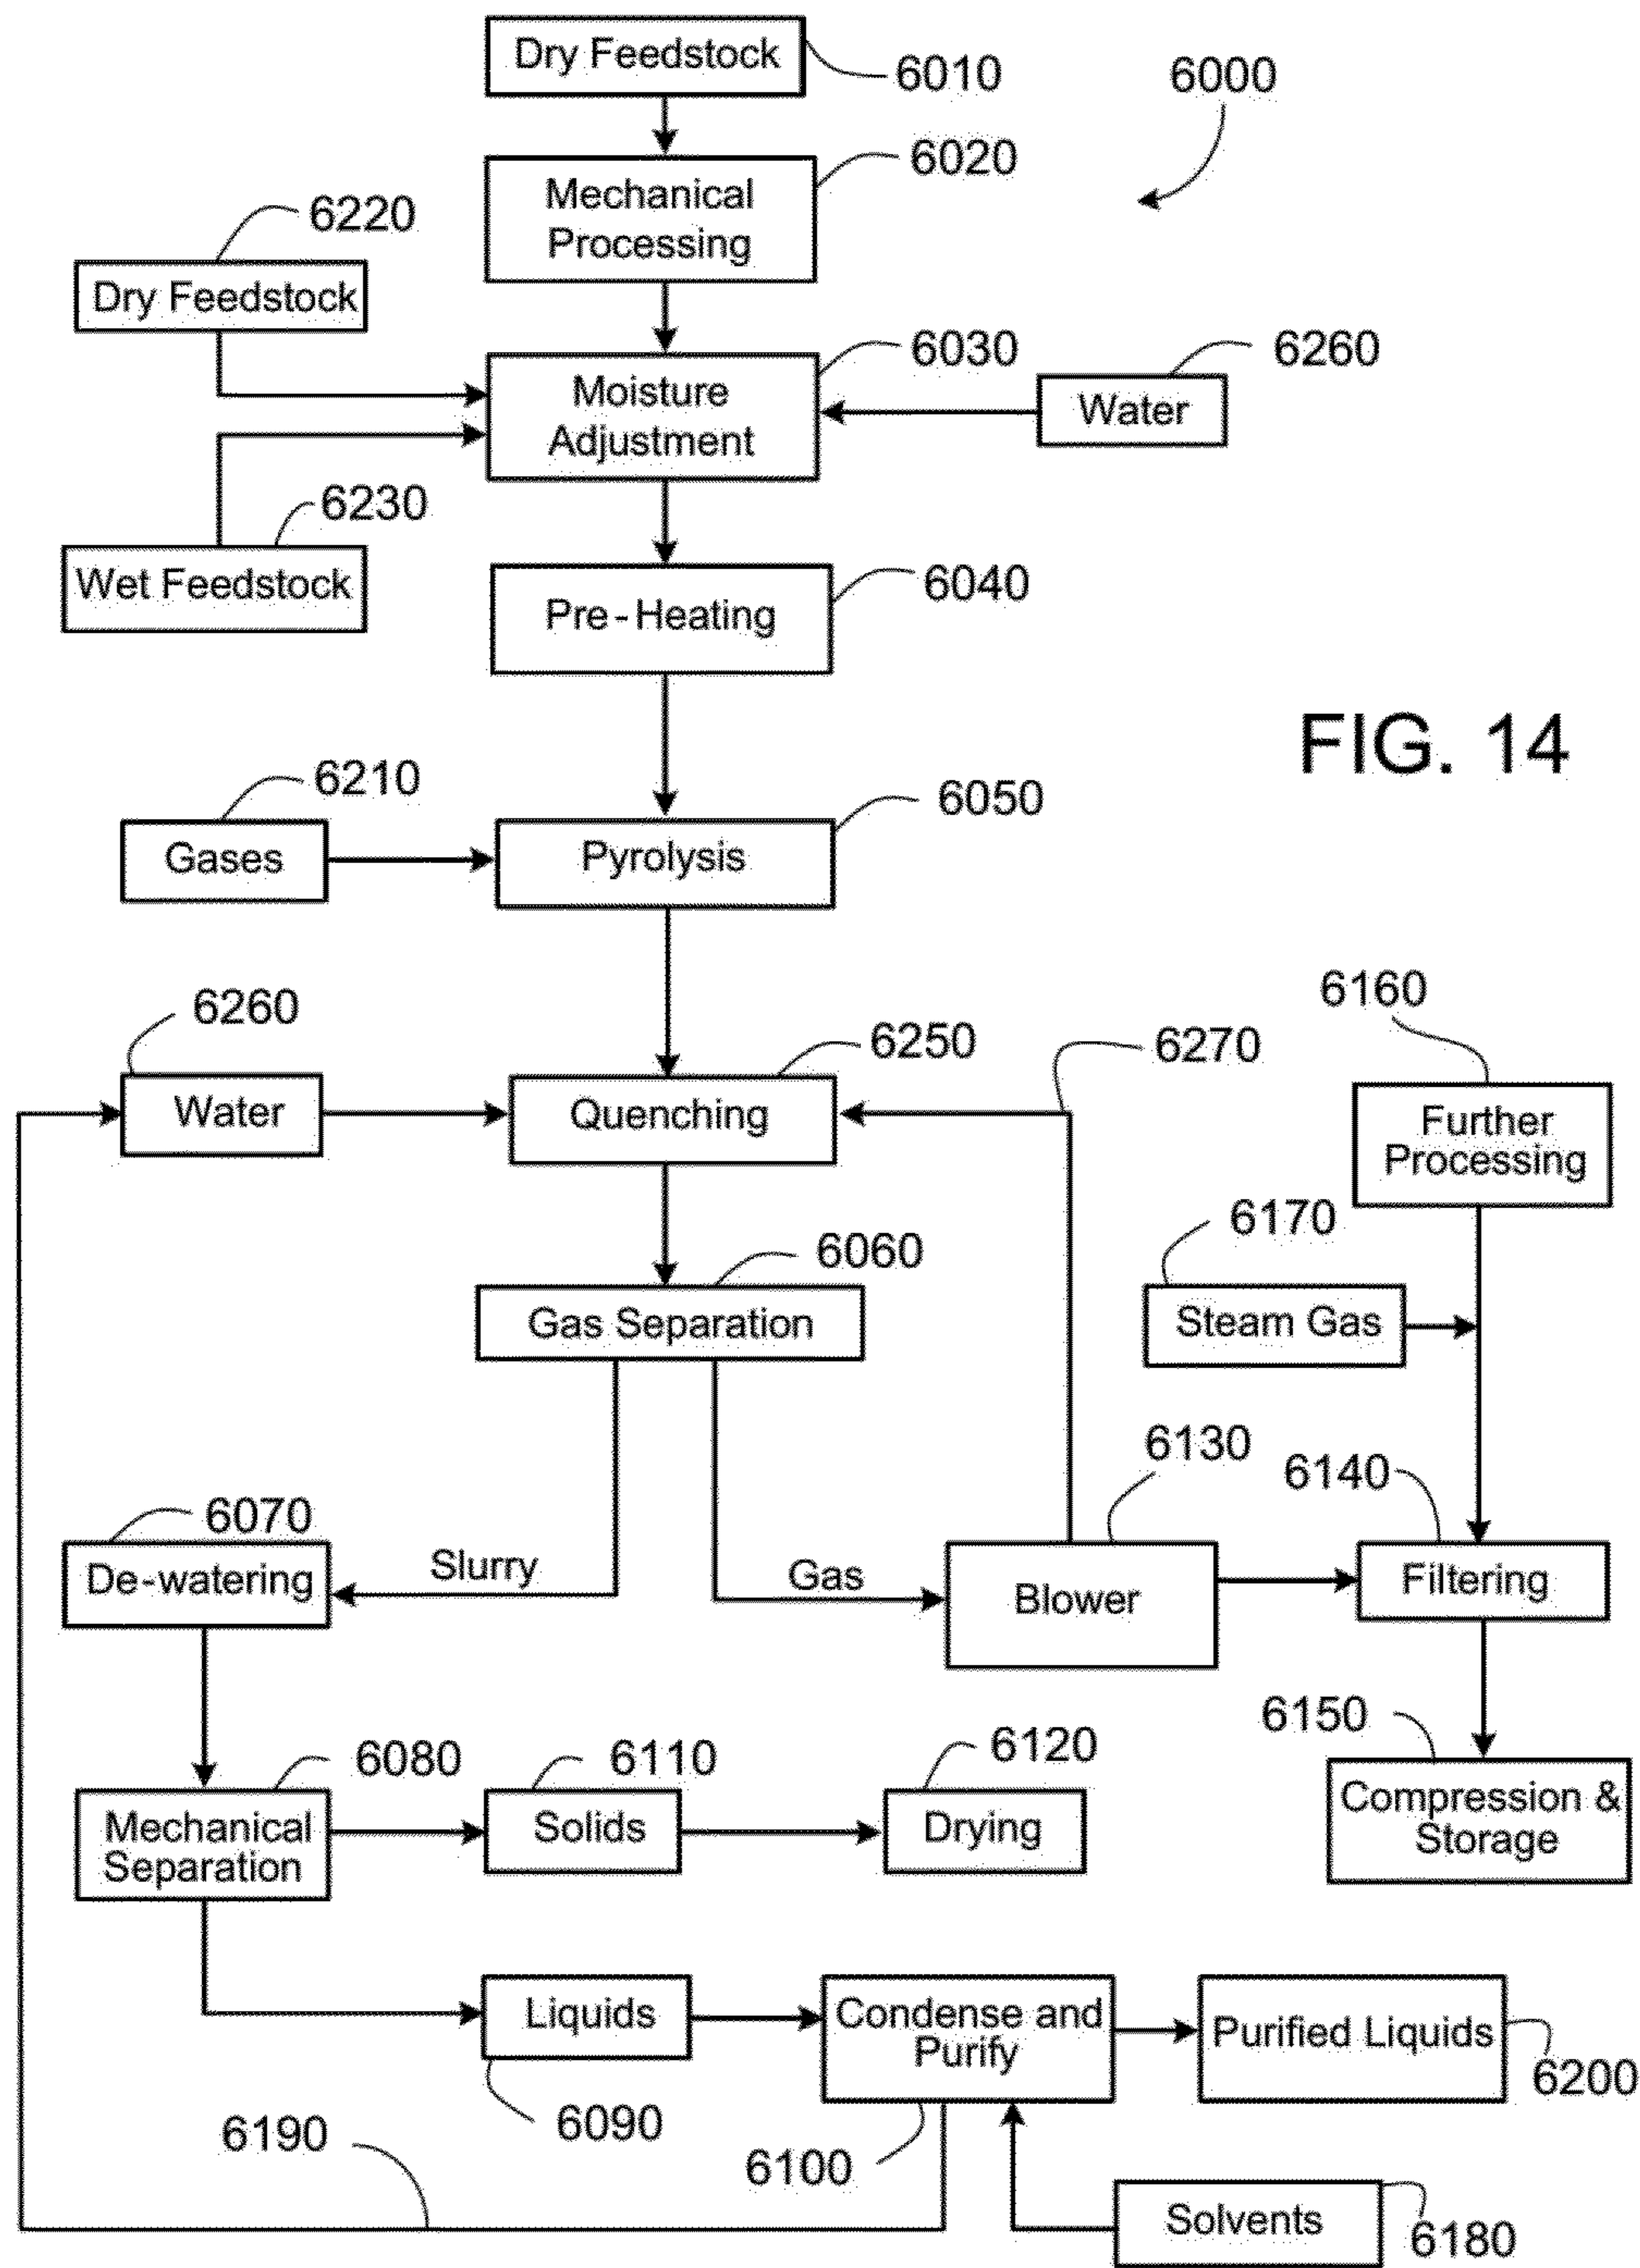 Dry Feedstock
6010
6000
Mechanical
Processing
6020
6220
Dry Feedstock
Moisture
Adjustment
6030
6260
Water
6230
Wet Feedstock
Pre-Heating
6040
FIG. 14
6210
Gases
Pyrolysis
6050
6160
6260
Water
Quenching
6250
6270
Further
Processing
6170
Steam Gas
6060
Gas Separation
6130
6140
6070
De-watering
Slurry
Gas
Blower
Filtering
6150
Compression &
Storage
6080
Mechanical
Separation
6110
Solids
6120
Drying
Liquids
6090
Condense and
Purify
6100
Purified Liquids
6200
6190
Solvents
6180